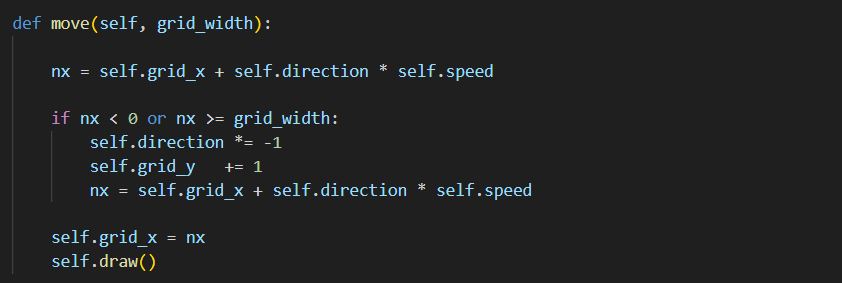 def move(self, grid_width):
nx = self.grid_x + self.direction * self.speed
if nx < 0 or nx >= grid_width:
self.direction *= -1
self.grid_y   += 1
nx = self.grid_x + self.direction * self.speed
self.grid_x = nx
self.draw()